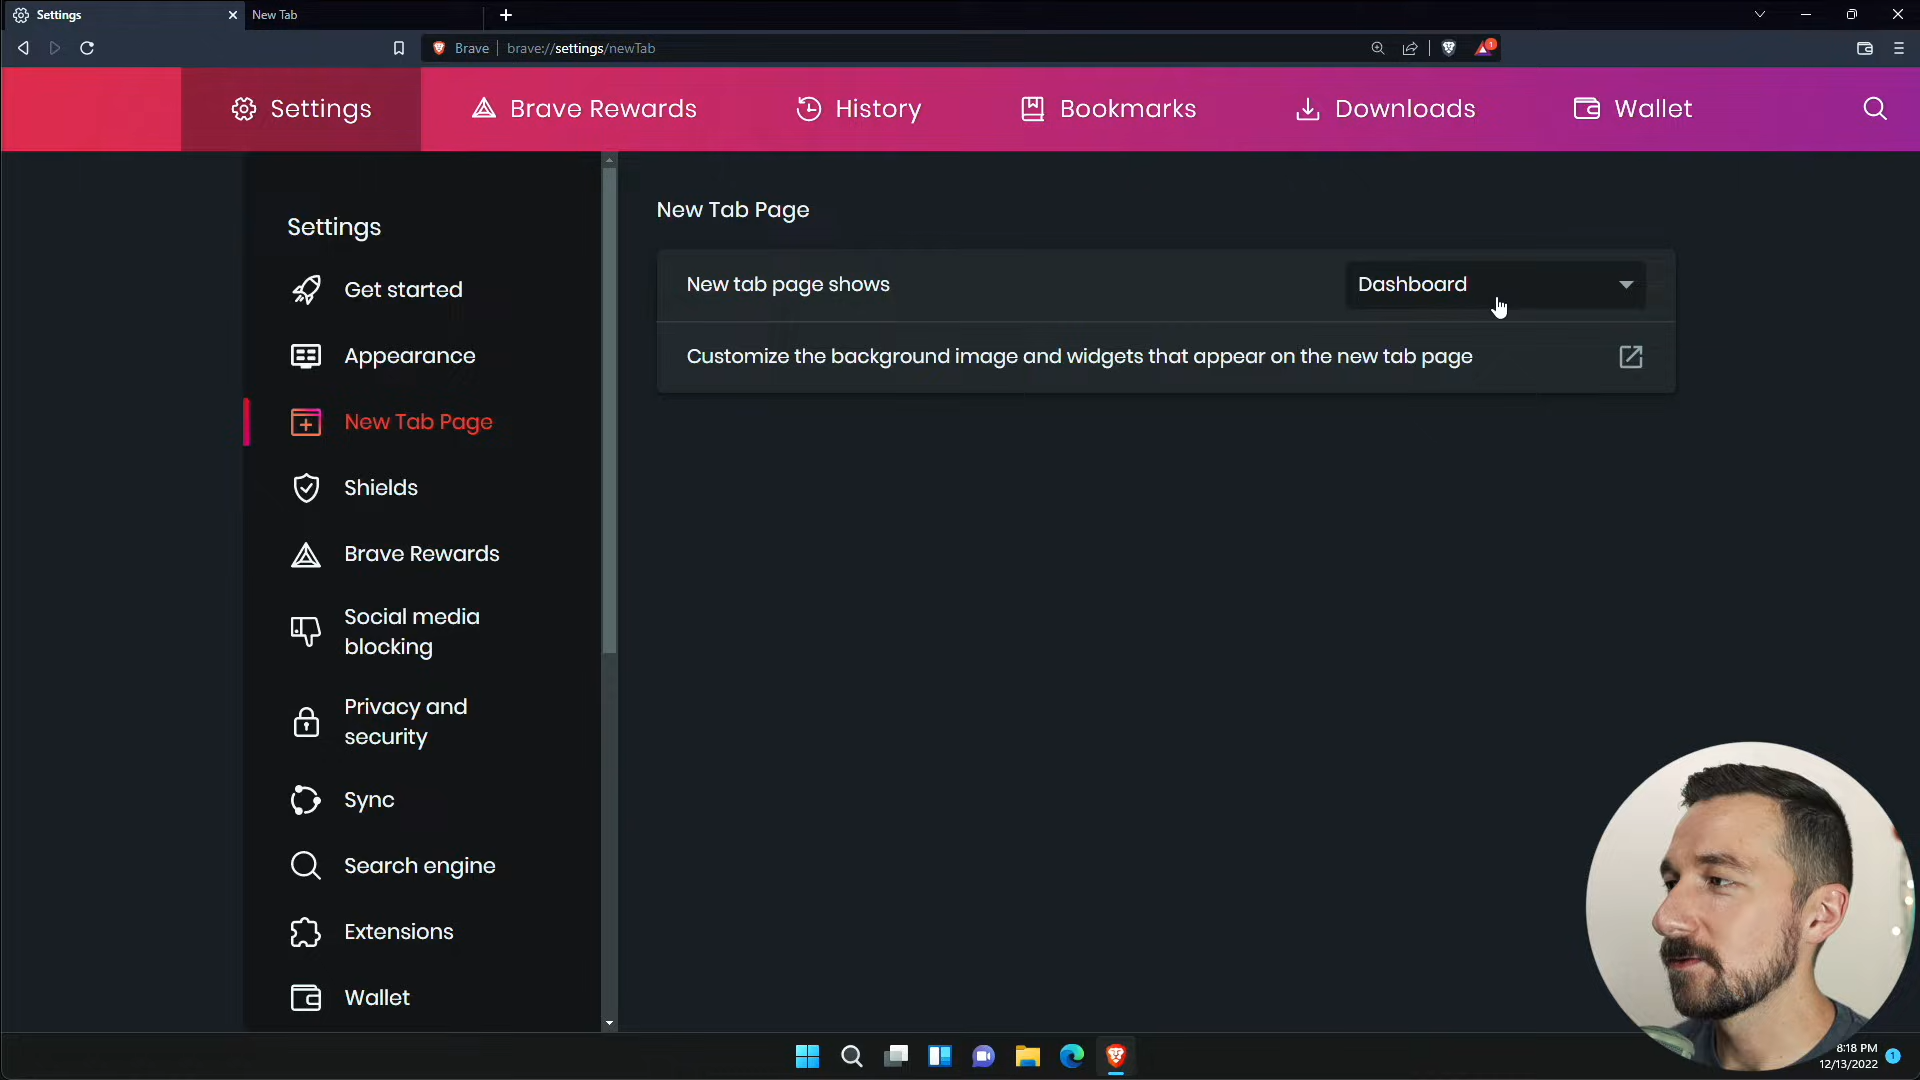 Settings
New Tab
Brave
brave://settings/newTab
1
Settings
Brave Rewards
History
Bookmarks
Downloads
Wallet
Settings
Get started
Appearance
New Tab Page
Shields
Brave Rewards
Social media
blocking
Privacy and
security
Sync
Search engine
Extensions
Wallet
New Tab Page
New tab page shows
Dashboard
Customize the background image and widgets that appear on the new tab page
8:18 PM
12/13/2022
1